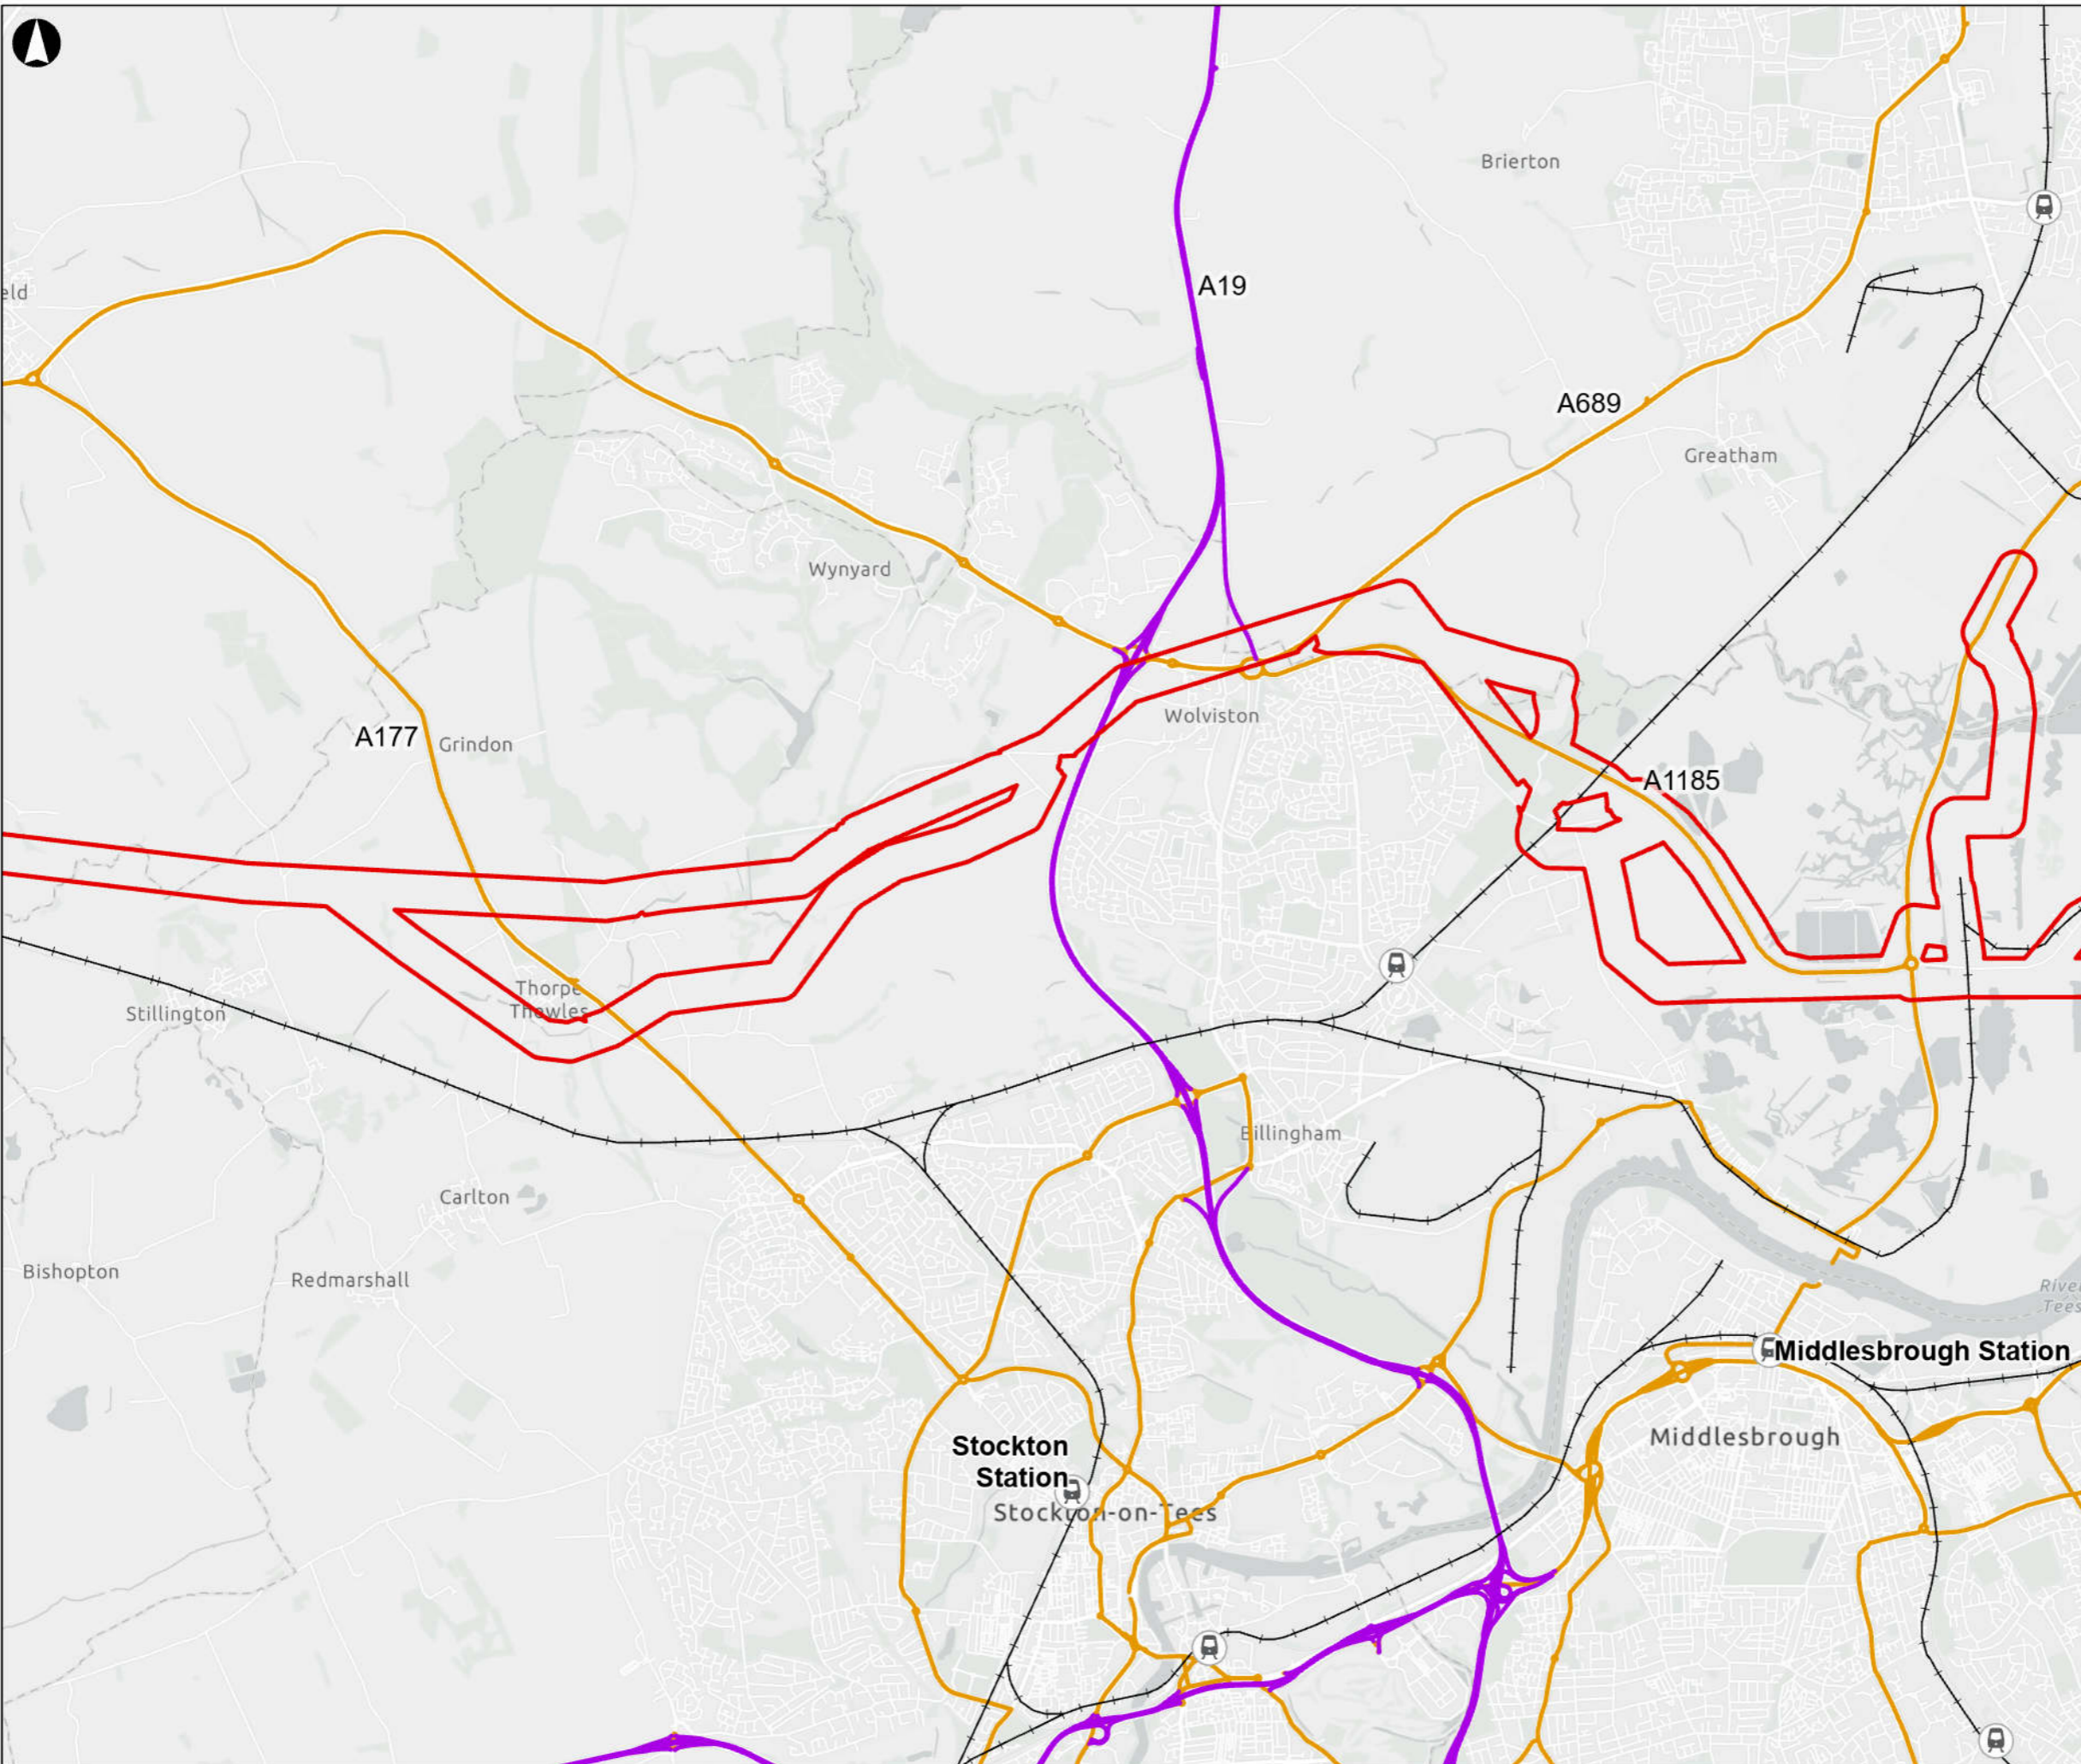 Brierton
A19
eld
A689
Greatham
Wynyard
Wolviston
A177
Grindon
A1185
Thorpe
Thewles
Stillington
Billingham
Carlton
Bishopton
Redmarshall
River
Tees
Middlesbrough Station
Middlesbrough
Stockton
Station
Stockton-on-Tees